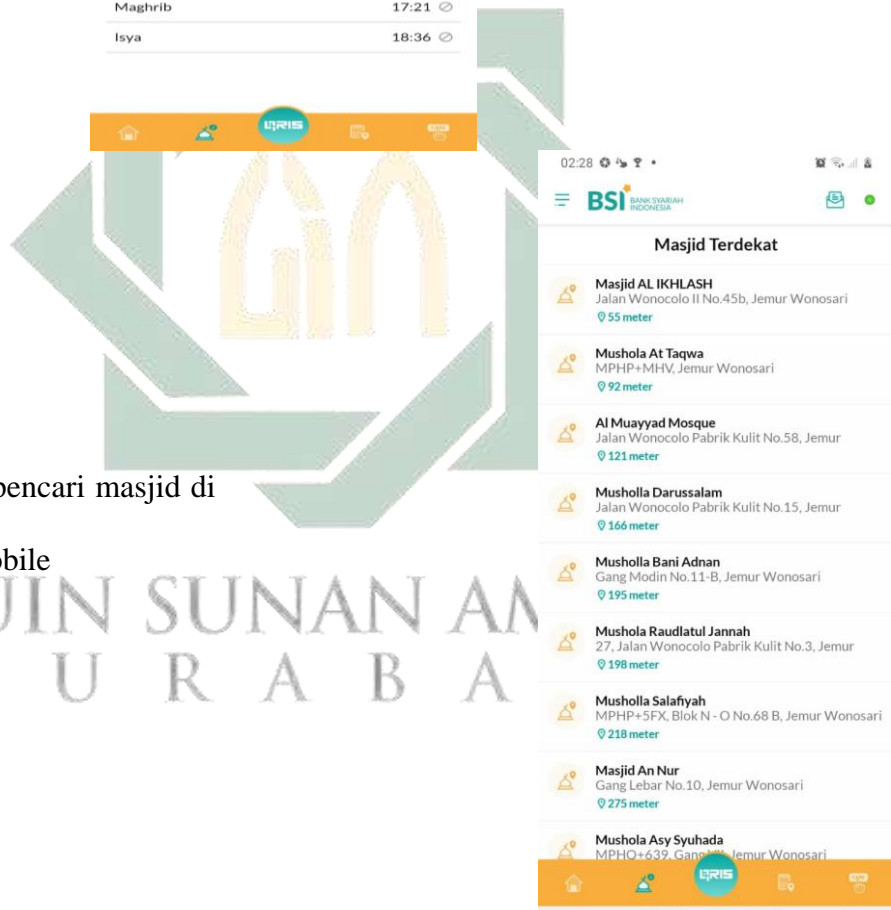 Maghrib 17:21
Isya 18:36
QRIS
02:28
BSI BANK SYARIAH
INDONESIA
Masjid Terdekat
Masjid AL IKHLASH
Jalan Wonocolo II No.45b, Jemur Wonosari
55 meter
Mushola At Taqwa
MPHP+MHV, Jemur Wonosari
92 meter
Al Muayyad Mosque
Jalan Wonocolo Pabrik Kulit No.58, Jemur
121 meter
Musholla Darussalam
Jalan Wonocolo Pabrik Kulit No.15, Jemur
166 meter
Musholla Bani Adnan
Gang Modin No.11-B, Jemur Wonosari
195 meter
Mushola Raudlatul Jannah
27, Jalan Wonocolo Pabrik Kulit No.3, Jemur
198 meter
Musholla Salafiyah
MPHP+5FX, Blok N - O No.68 B, Jemur Wonosari
218 meter
Masjid An Nur
Gang Lebar No.10, Jemur Wonosari
275 meter
Mushola Asy Syuhada
MPHQ+639, Gang Jemur Wonosari
QRIS
pencari masjid di
obile
UIN SUNAN AM
U R A B A